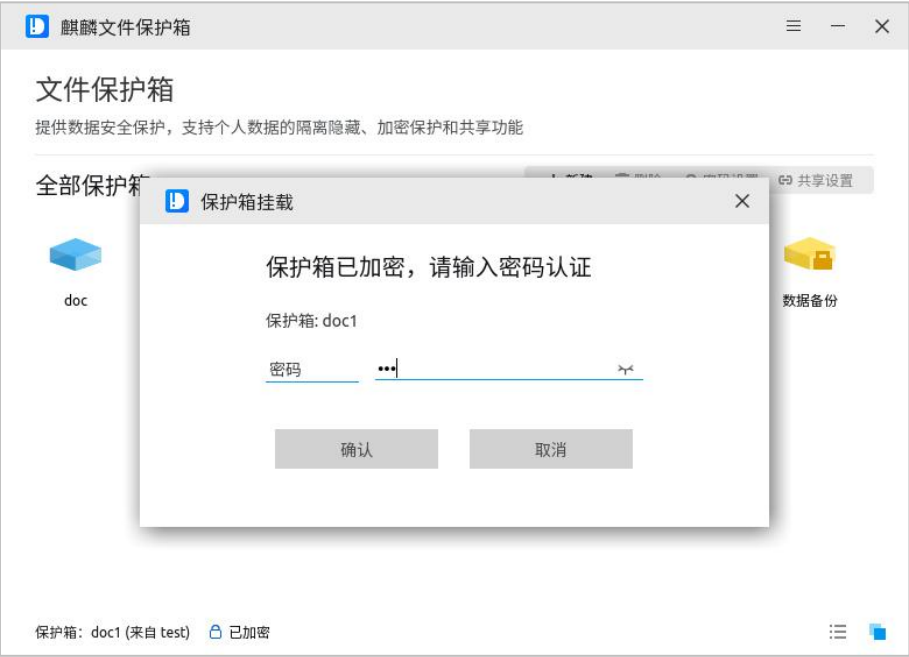 麒麟文件保护箱
文件保护箱
提供数据安全保护，支持个人数据的隔离隐藏、加密保护和共享功能
全部保护
共享设置
保护箱挂载
保护箱已加密，请输入密码认证
保护箱: doc1
密码 •••
确认 取消
doc
数据备份
保护箱：doc1 (来自 test) 已加密